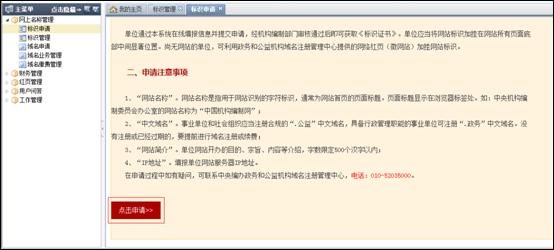 主菜单 点击隐藏
我的主页 标识管理 标识申请
网上名称管理
标识申请
标识管理
域名申请
域名业务管理
域名缴费管理
财务管理
红页管理
用户问答
工作管理
单位通过本系统在线填报信息并提交申请，经机构编制部门审核通过后即可获取《标识证书》。单位应当将网站标识加挂在网站所有页面底
部中间显著位置。尚无网站的单位，可利用政务和公益机构域名注册管理中心提供的网络红页（微网站）加挂网站标识。
二、申请注意事项
1、“网站名称”。网站名称是指用于网站识别的字符标识，通常为网站首页的页面标题。页面标题显示在浏览器标签处。如：中央机构编
制委员会办公室的网站名称为“中国机构编制网”；
2、“中文域名”。事业单位和社会组织应当注册合规的“.公益”中文域名，具备行政管理职能的事业单位可注册“.政务”中文域名。没
有注册或已经过期的，要提前进行域名注册或续费；
3、“网站简介”。单位网站开办的目的、宗旨、内容等介绍，字数限定500个汉字以内；
4、“IP地址”。填报单位网站服务器IP地址。
在申请过程中如有疑问，可联系中央编办政务和公益机构域名注册管理中心，电话：010-52035000。
点击申请>>